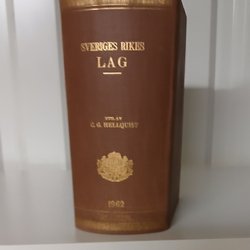 SVERIGES RIKES
LAG
UTG. AV
C. G. HELLQUIST
1962